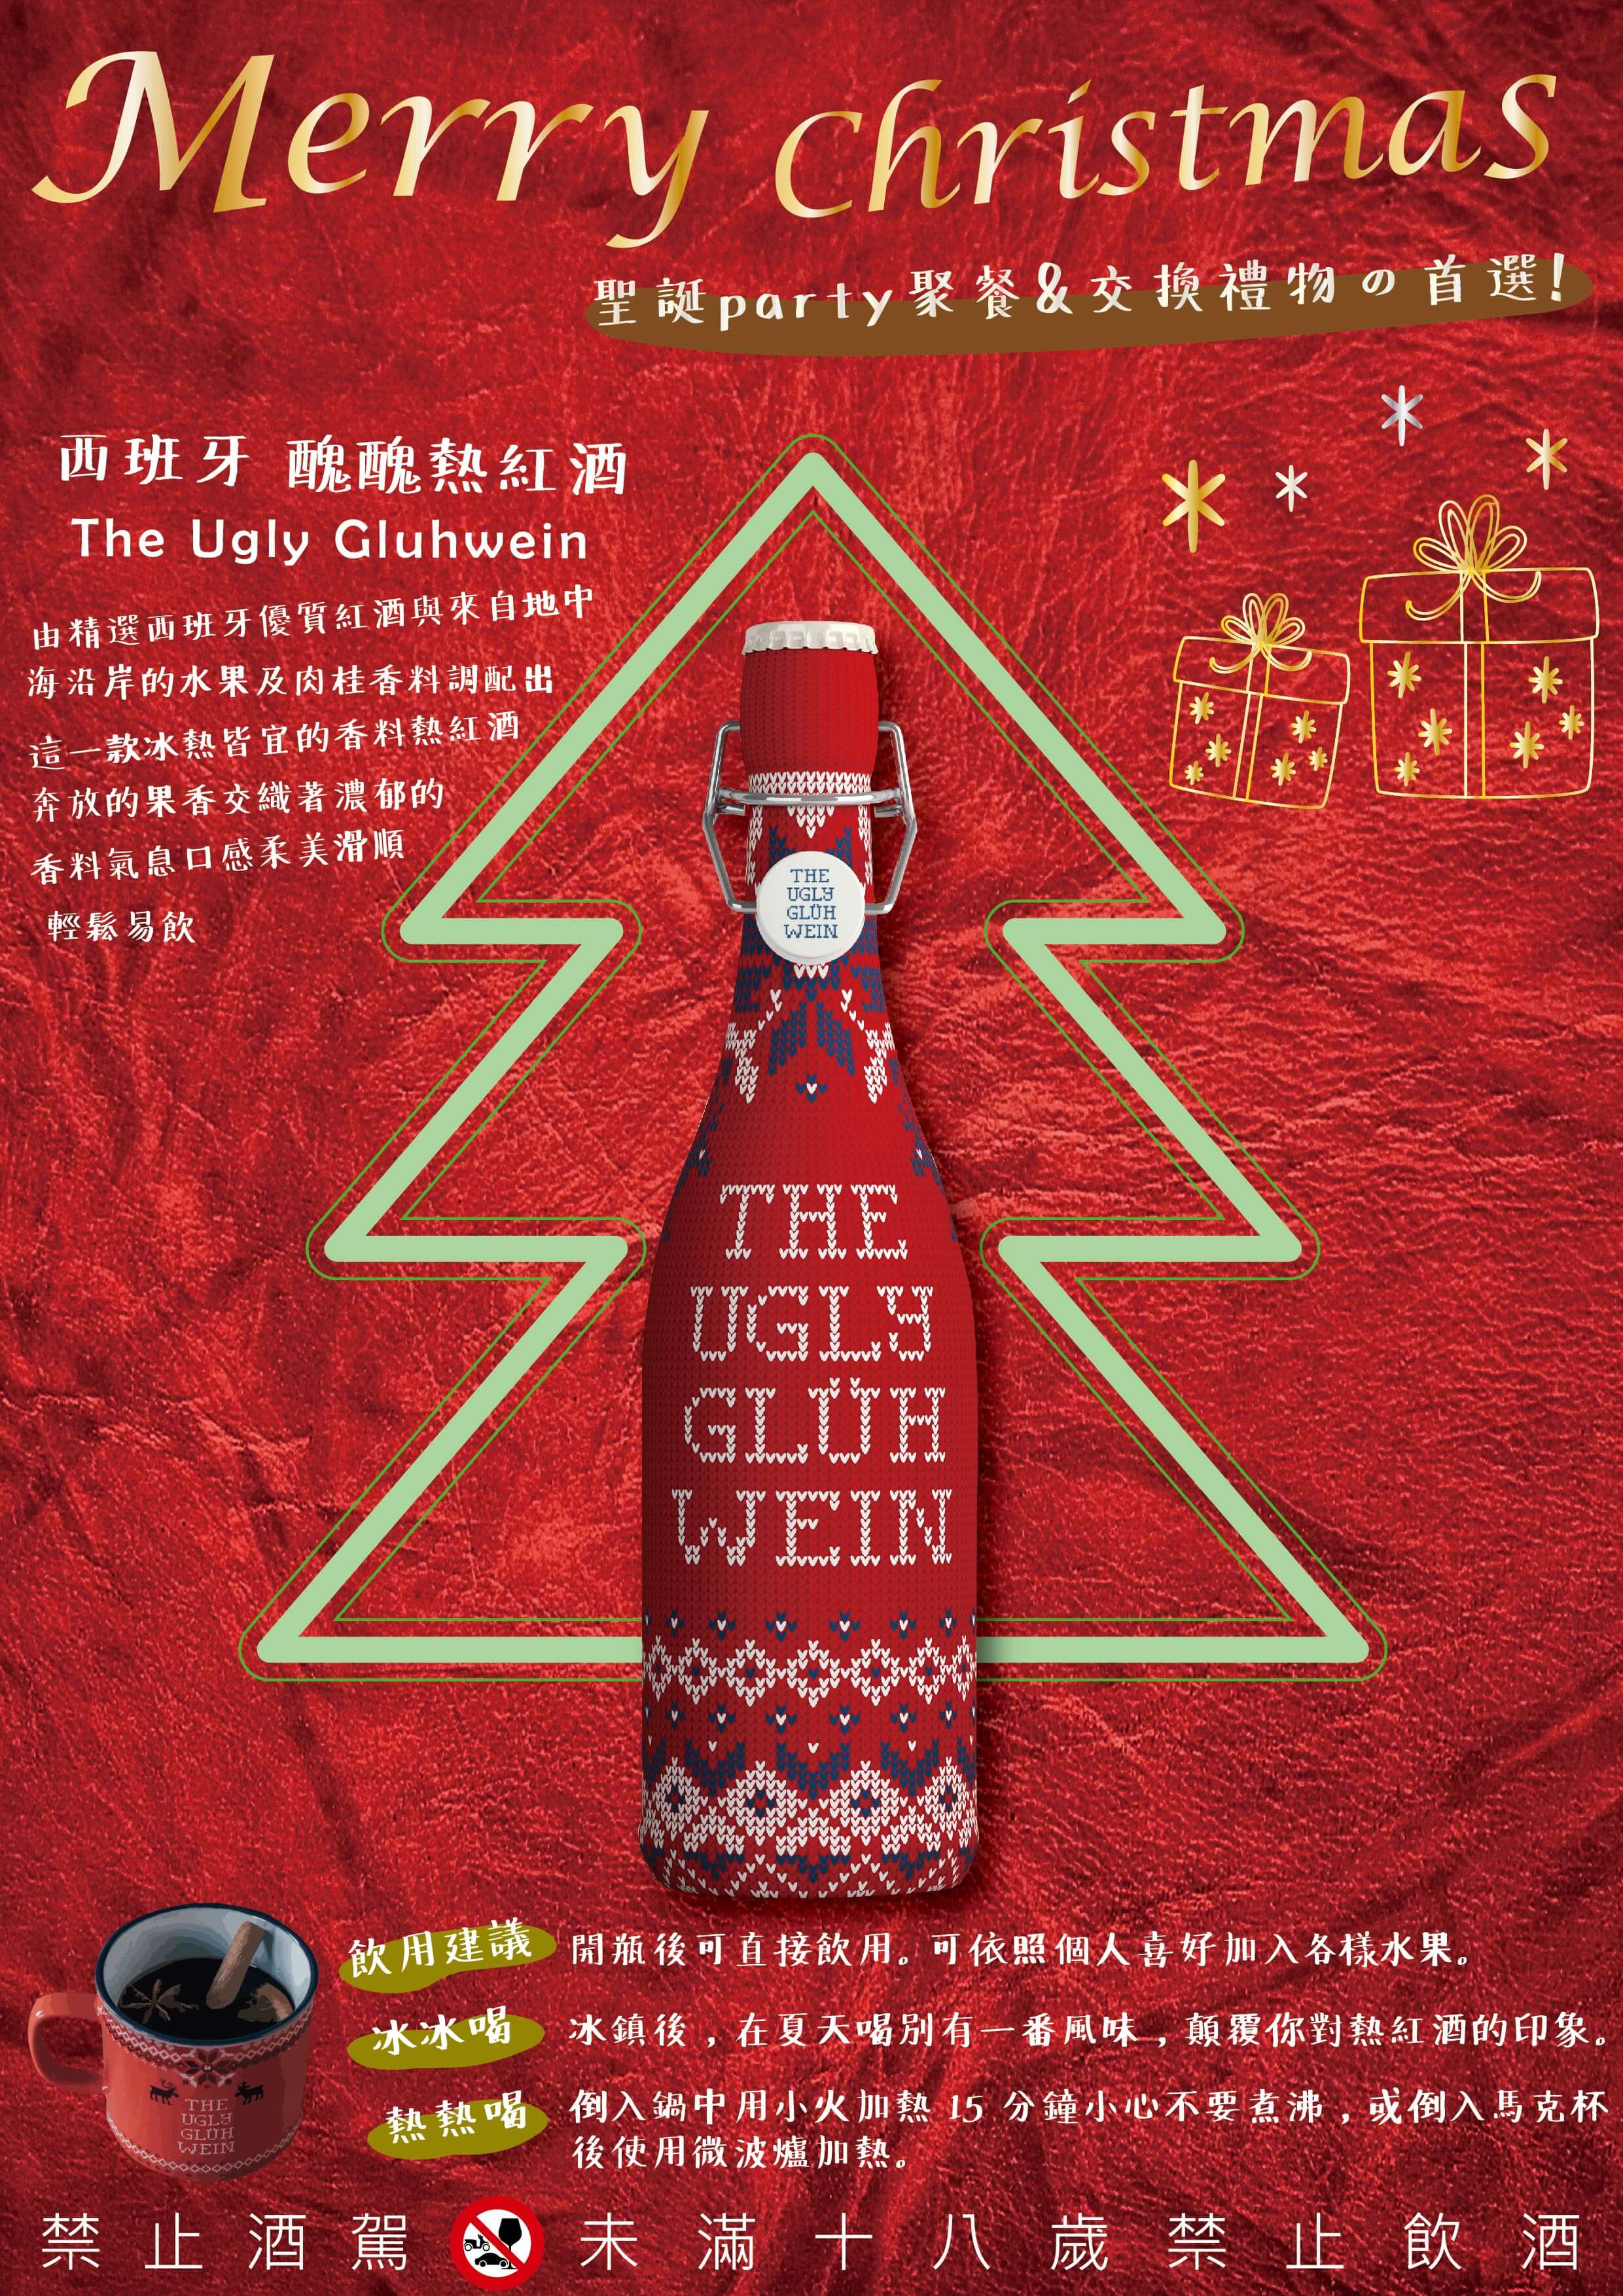 Merry Christmas
聖誕party聚餐&交換禮物の首選!
西班牙 醜醜熱紅酒
The Ugly Gluhwein
由精選西班牙優質紅酒與來自地中
海沿岸的水果及肉桂香料調配出
這一款冰熱皆宜的香料熱紅酒
奔放的果香交織著濃郁的
香料氣息口感柔美滑順
輕鬆易飲
THE
UGLY
GLÜH
WEIN
THE
UGLY
GLÜH
WEIN
飲用建議 開瓶後可直接飲用。可依照個人喜好加入各樣水果。
冰冰喝 冰鎮後,在夏天喝別有一番風味,顛覆你對熱紅酒的印象。
熱熱喝 倒入鍋中用小火加熱 15 分鐘小心不要煮沸,或倒入馬克杯
後使用微波爐加熱。
THE
UGLY
GLÜH
WEIN
禁止酒駕 未滿十八歲禁止飲酒